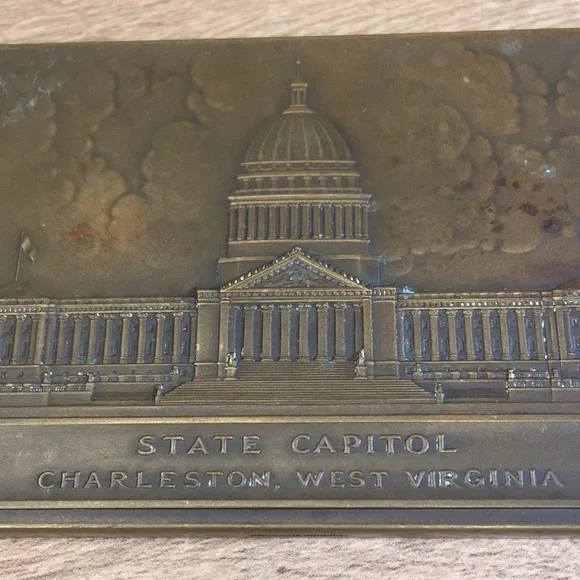 STATE CAPITOL
CHARLESTON, WEST VIRGINIA